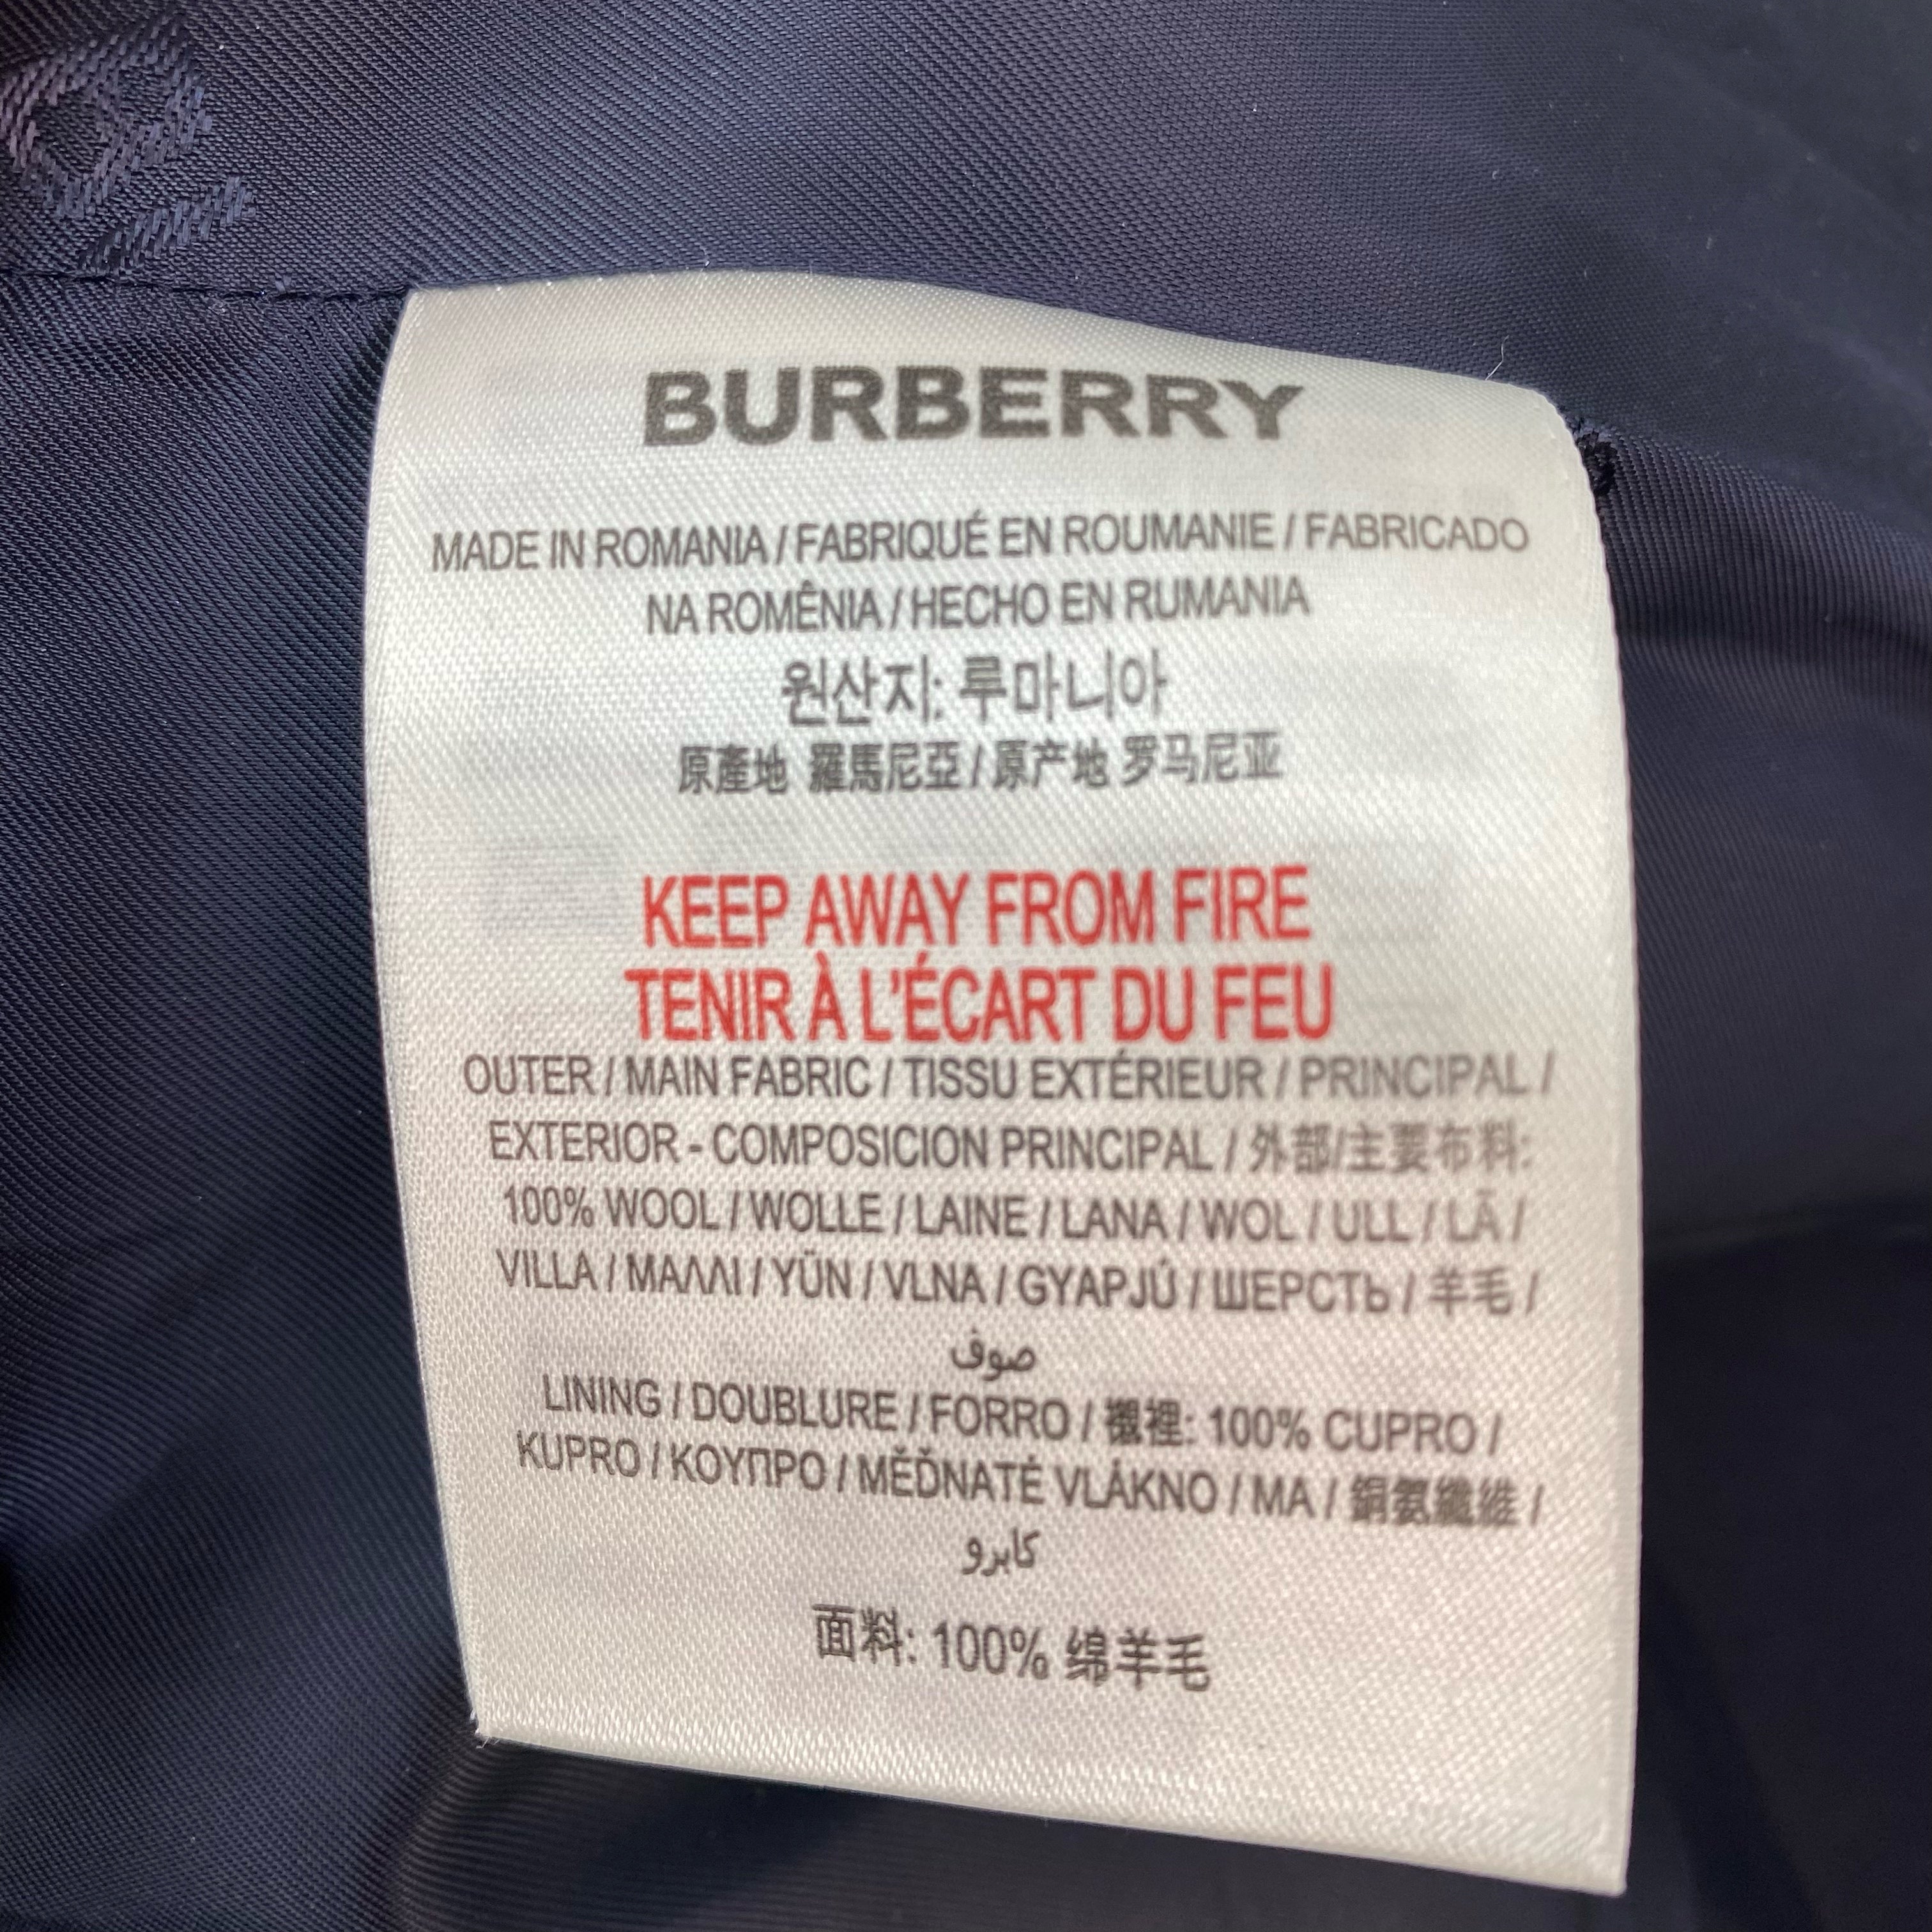 BURBERRY
MADE IN ROMANIA / FABRIQUÉ EN ROUMANIE / FABRICADO
NA ROMÊNIA / HECHO EN RUMANIA
원산지: 루마니아
原產地 羅馬尼亞 / 原产地 罗马尼亚
KEEP AWAY FROM FIRE
TENIR À L'ÉCART DU FEU
OUTER / MAIN FABRIC / TISSU EXTÉRIEUR / PRINCIPAL /
EXTERIOR - COMPOSICION PRINCIPAL / 外部/主要布料:
100% WOOL / WOLLE / LAINE / LANA / WOL / ULL / LÃ /
VILLA / ΜΑΛΛΙ / YÜN / VLNA / GYAPJÚ / ШЕРСТЬ / 羊毛 /
صوف
LINING / DOUBLURE / FORRO / 襯裡: 100% CUPRO /
KUPRO / ΚΟΥΠΡΟ / MĚĎNATÉ VLÁKNO / MA / 銅氨纖維 /
كابرو
面料: 100% 绵羊毛